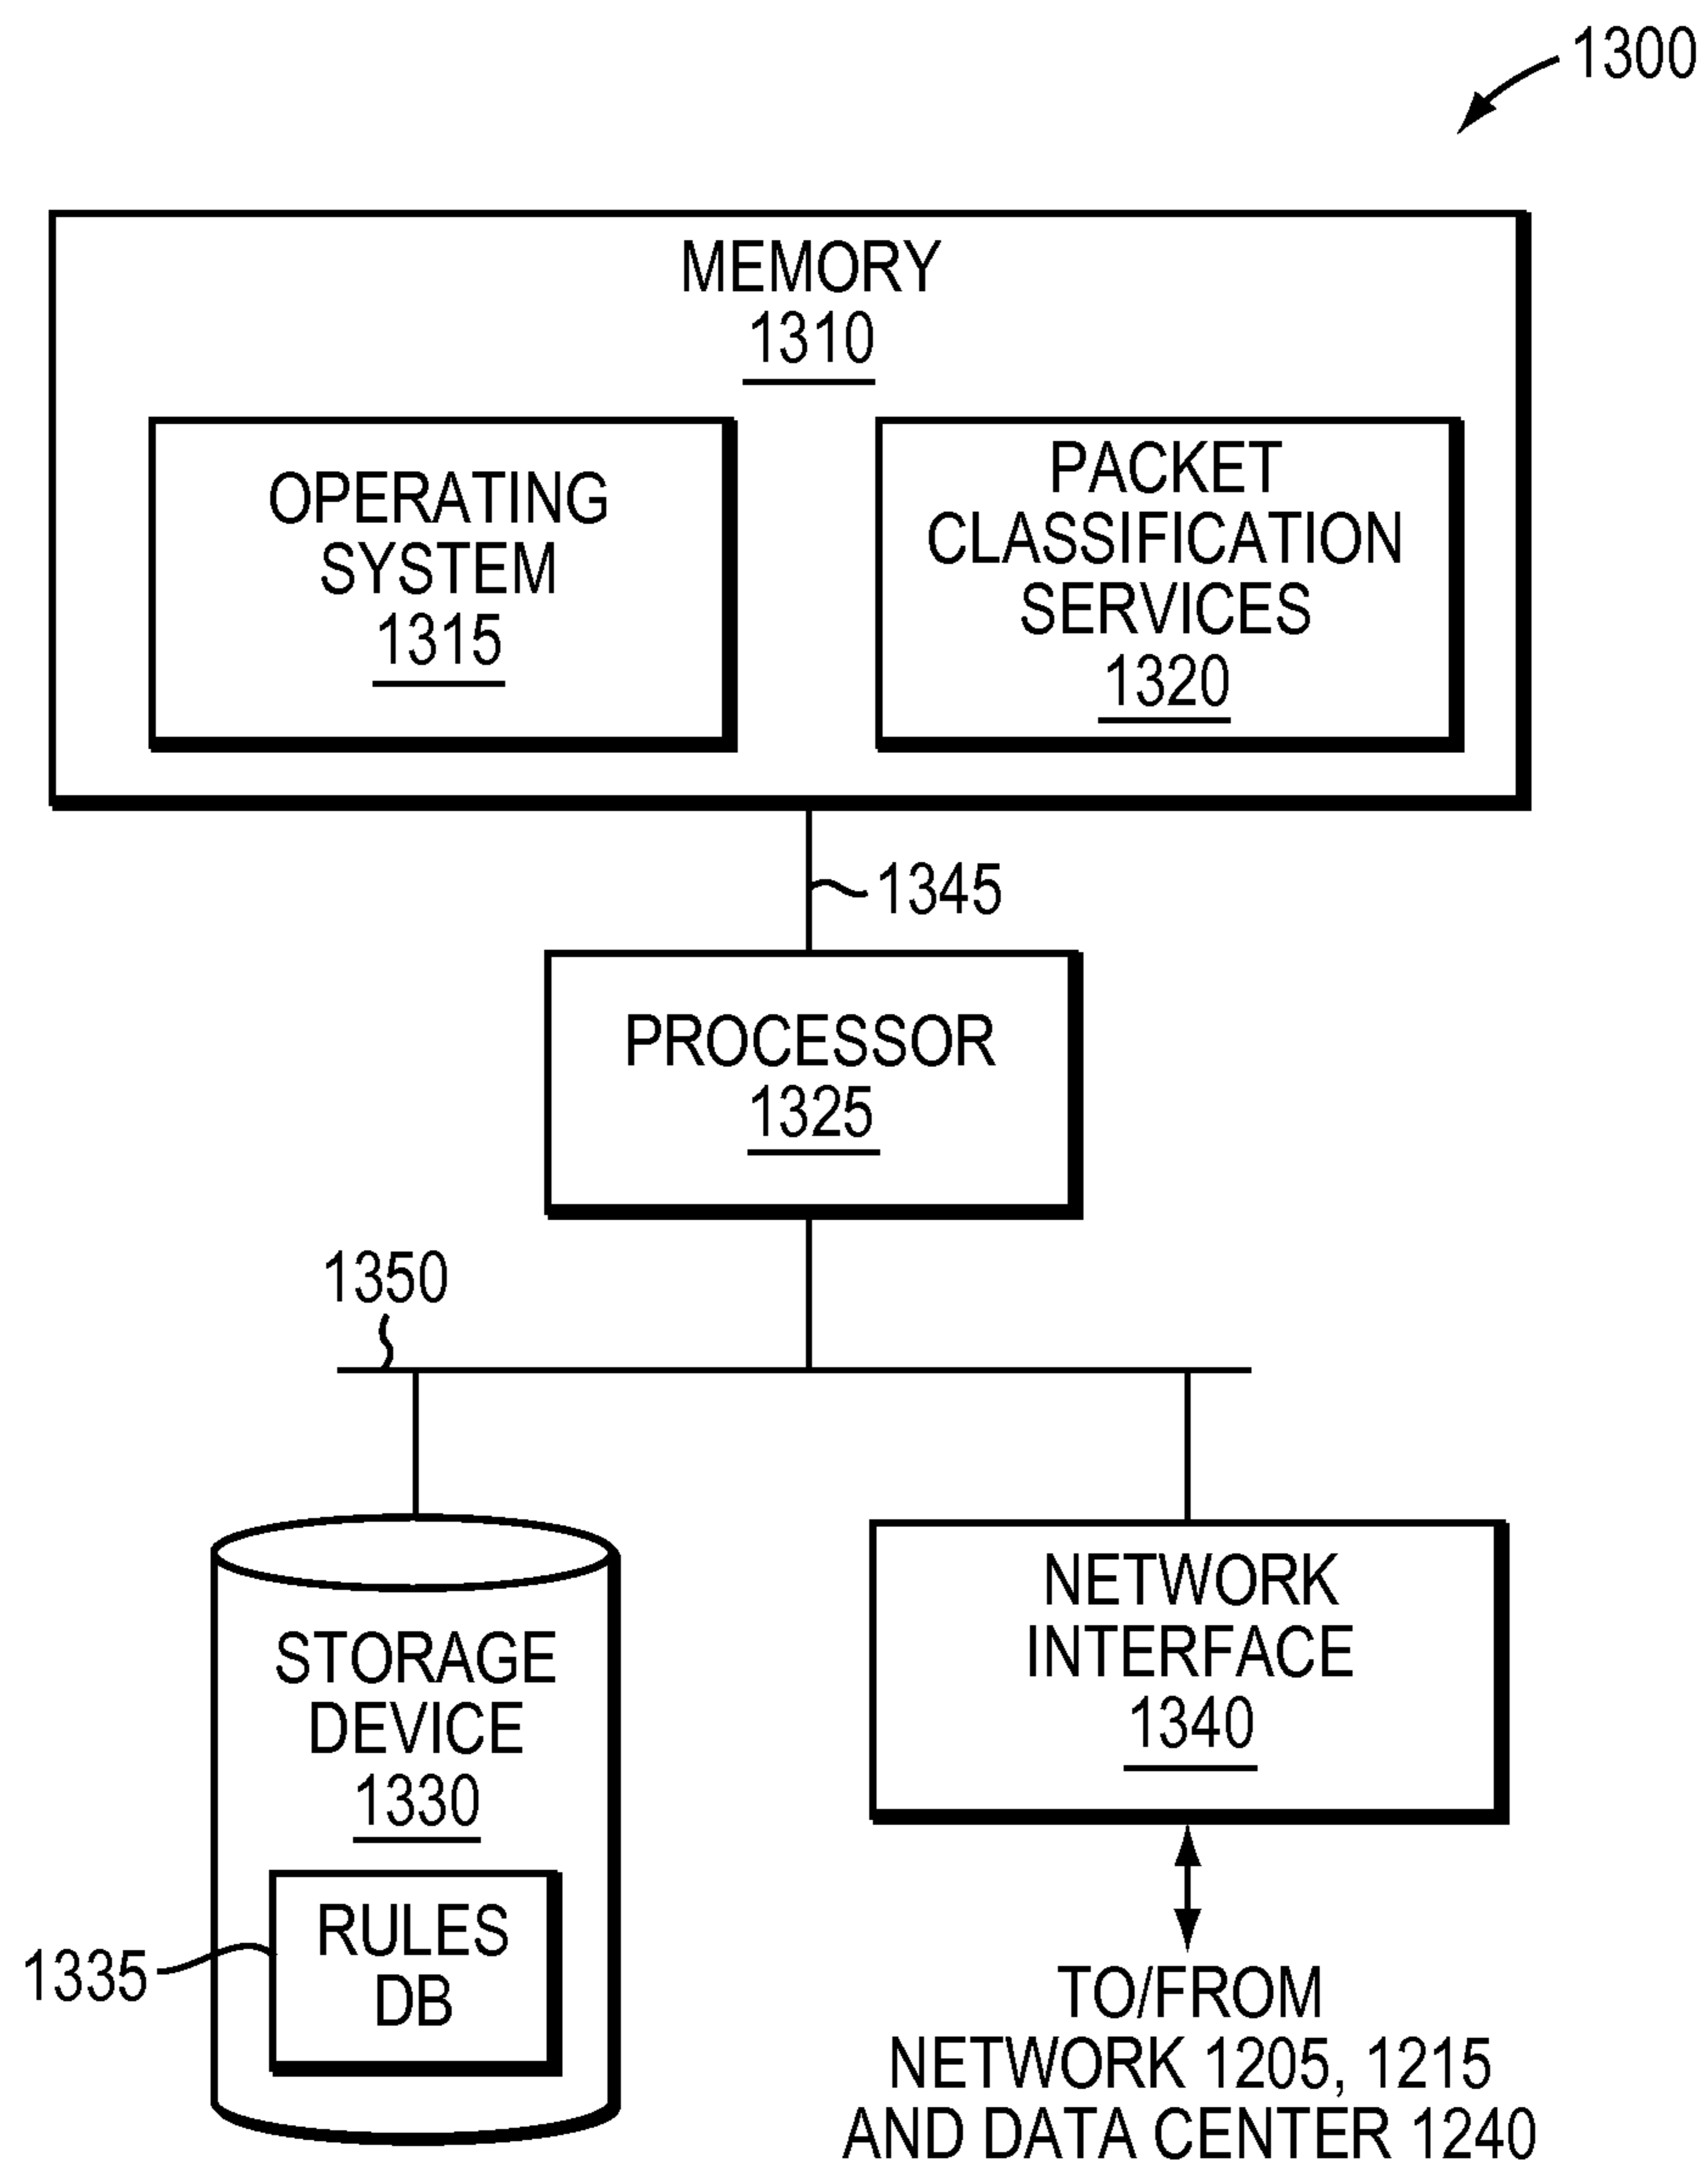 1300
MEMORY
1310
OPERATING
SYSTEM
1315
PACKET
CLASSIFICATION
SERVICES
1320
1345
PROCESSOR
1325
1350
STORAGE
DEVICE
1330
RULES
DB
1335
NETWORK
INTERFACE
1340
TO/FROM
NETWORK 1205, 1215
AND DATA CENTER 1240